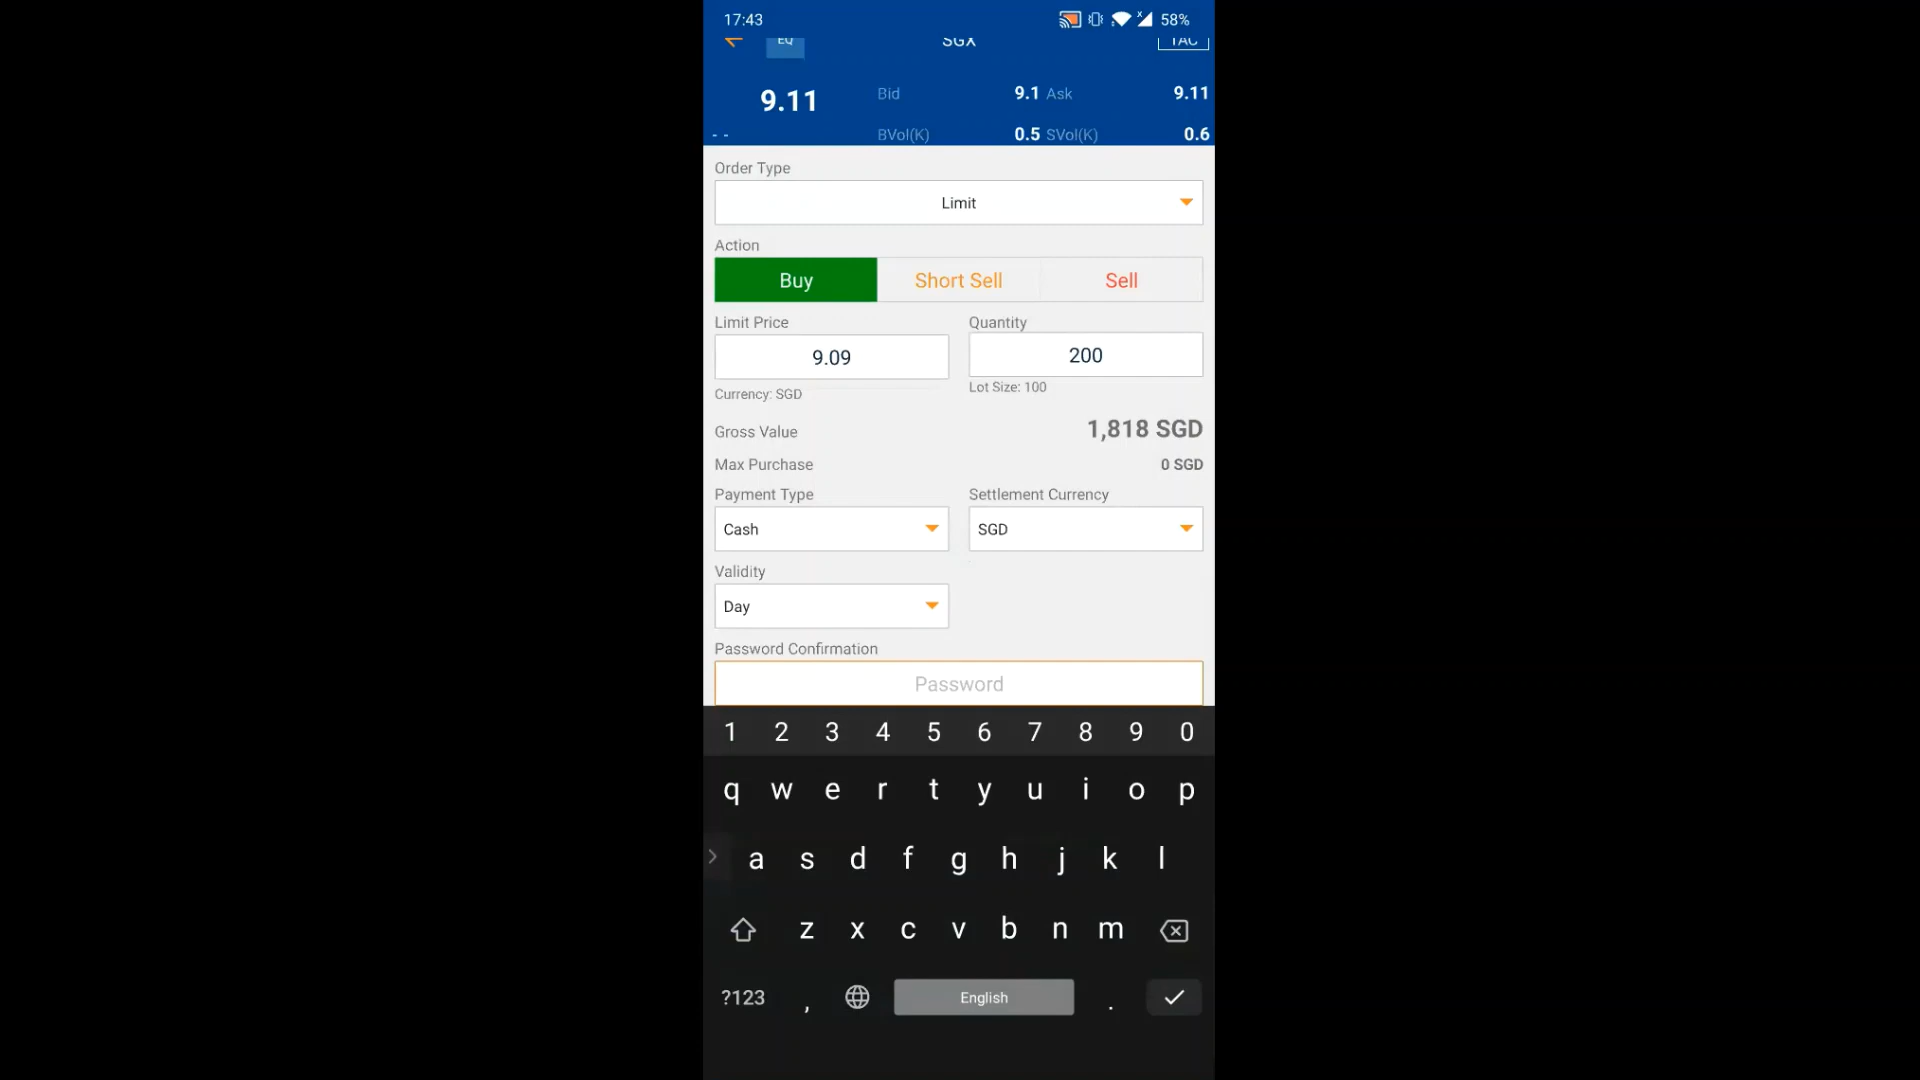 17:43 58%
EQ SGX TAC
9.11 Bid 9.1 Ask 9.11
- - BVol(K) 0.5 SVol(K) 0.6
Order Type
Limit
Action
Buy Short Sell Sell
Limit Price Quantity
9.09 200
Currency: SGD Lot Size: 100
Gross Value 1,818 SGD
Max Purchase 0 SGD
Payment Type Settlement Currency
Cash SGD
Validity
Day
Password Confirmation
Password
1 2 3 4 5 6 7 8 9 0
q w e r t y u i o p
a s d f g h j k l
z x c v b n m
?123 , English .